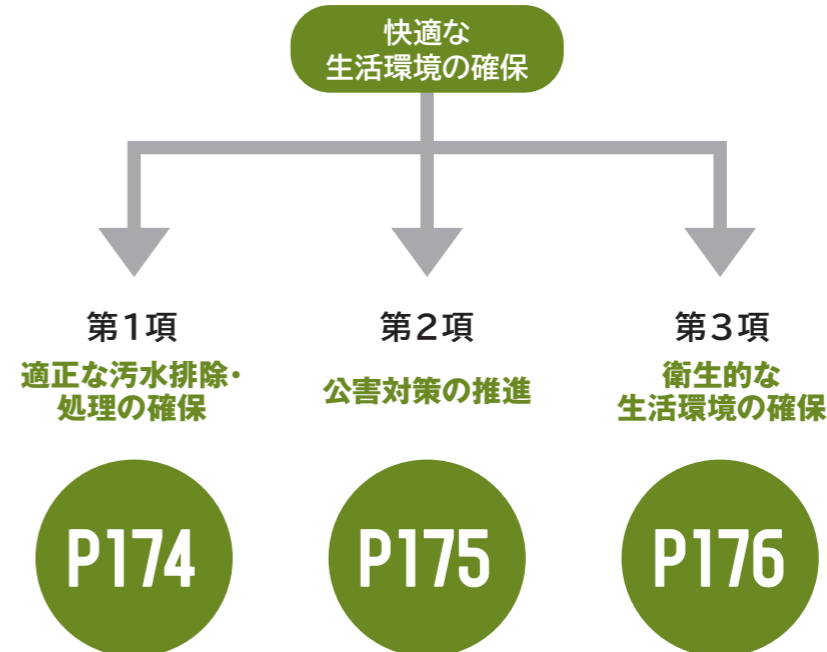 快適な
生活環境の確保
第1項
適正な汚水排除・
処理の確保
P174
第2項
公害対策の推進
P175
第3項
衛生的な
生活環境の確保
P176